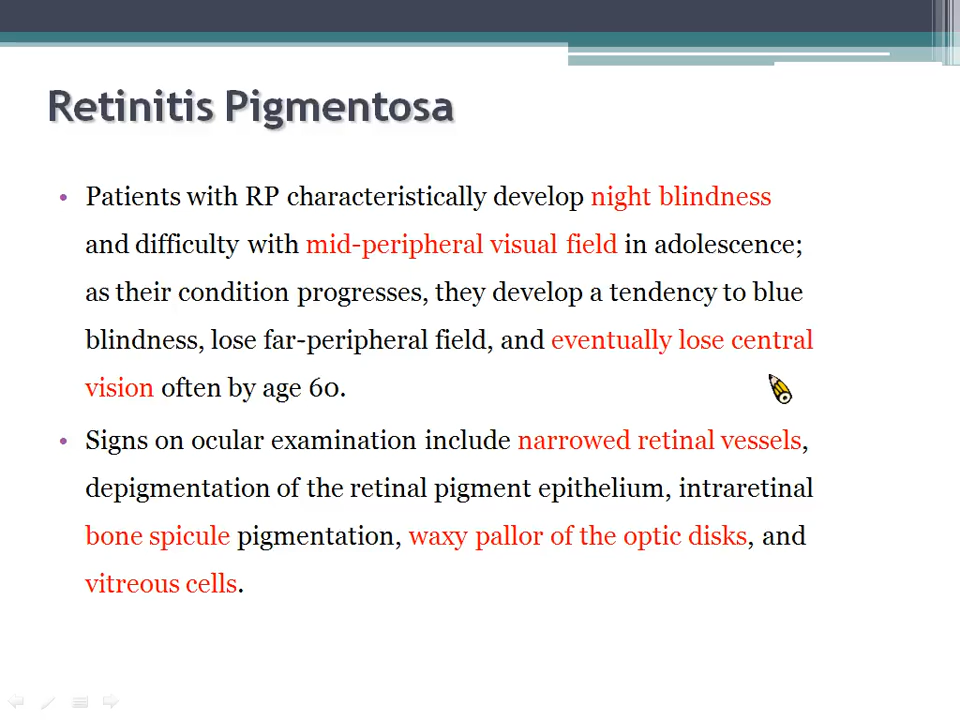 Retinitis Pigmentosa
• Patients with RP characteristically develop night blindness
and difficulty with mid-peripheral visual field in adolescence;
as their condition progresses, they develop a tendency to blue
blindness, lose far-peripheral field, and eventually lose central
vision often by age 60.
• Signs on ocular examination include narrowed retinal vessels,
depigmentation of the retinal pigment epithelium, intraretinal
bone spicule pigmentation, waxy pallor of the optic disks, and
vitreous cells.